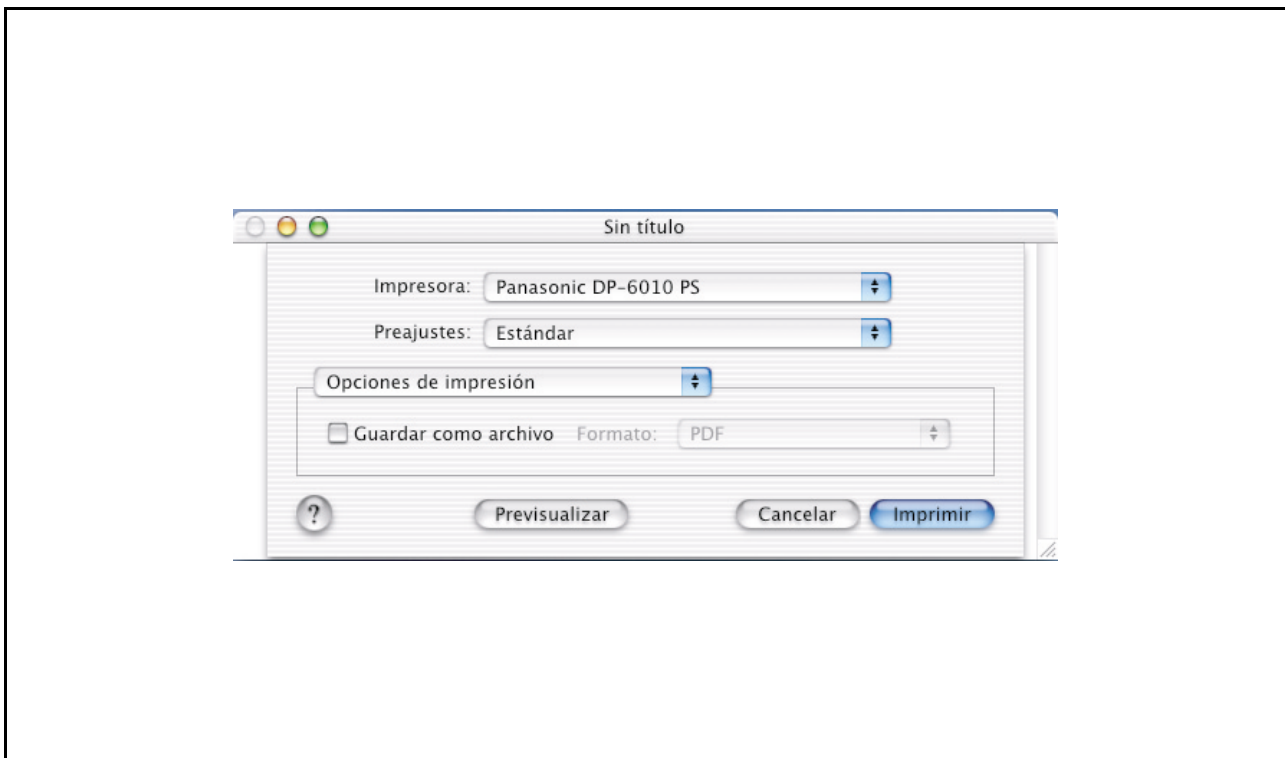 Sin título
Impresora: Panasonic DP-6010 PS
Preajustes: Estándar
Opciones de impresión
Guardar como archivo Formato: PDF
? Previsualizar Cancelar Imprimir